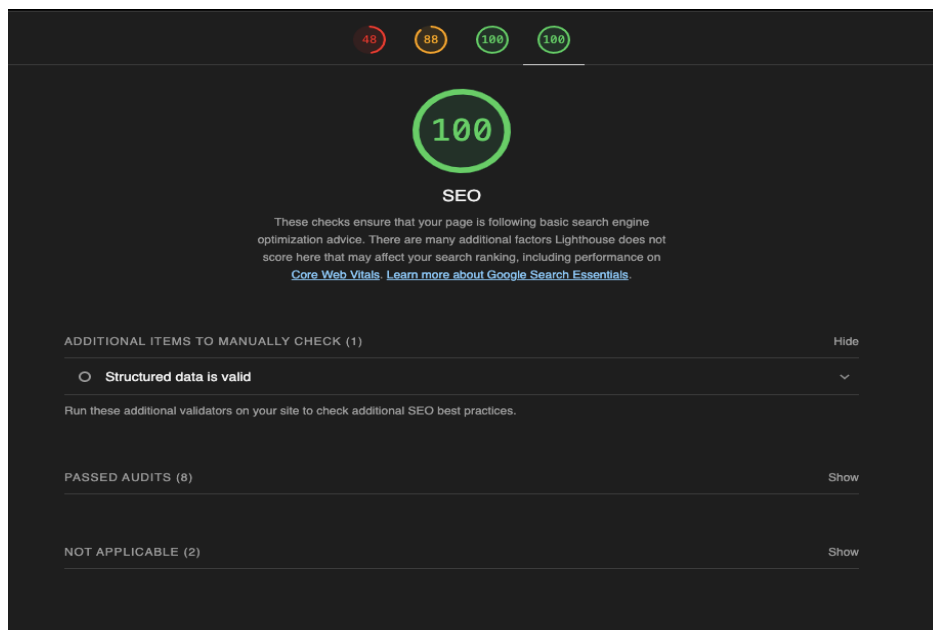 48 88 100 100
100
SEO
These checks ensure that your page is following basic search engine
optimization advice. There are many additional factors Lighthouse does not
score here that may affect your search ranking, including performance on
Core Web Vitals. Learn more about Google Search Essentials.
ADDITIONAL ITEMS TO MANUALLY CHECK (1) Hide
Structured data is valid
Run these additional validators on your site to check additional SEO best practices.
PASSED AUDITS (8) Show
NOT APPLICABLE (2) Show